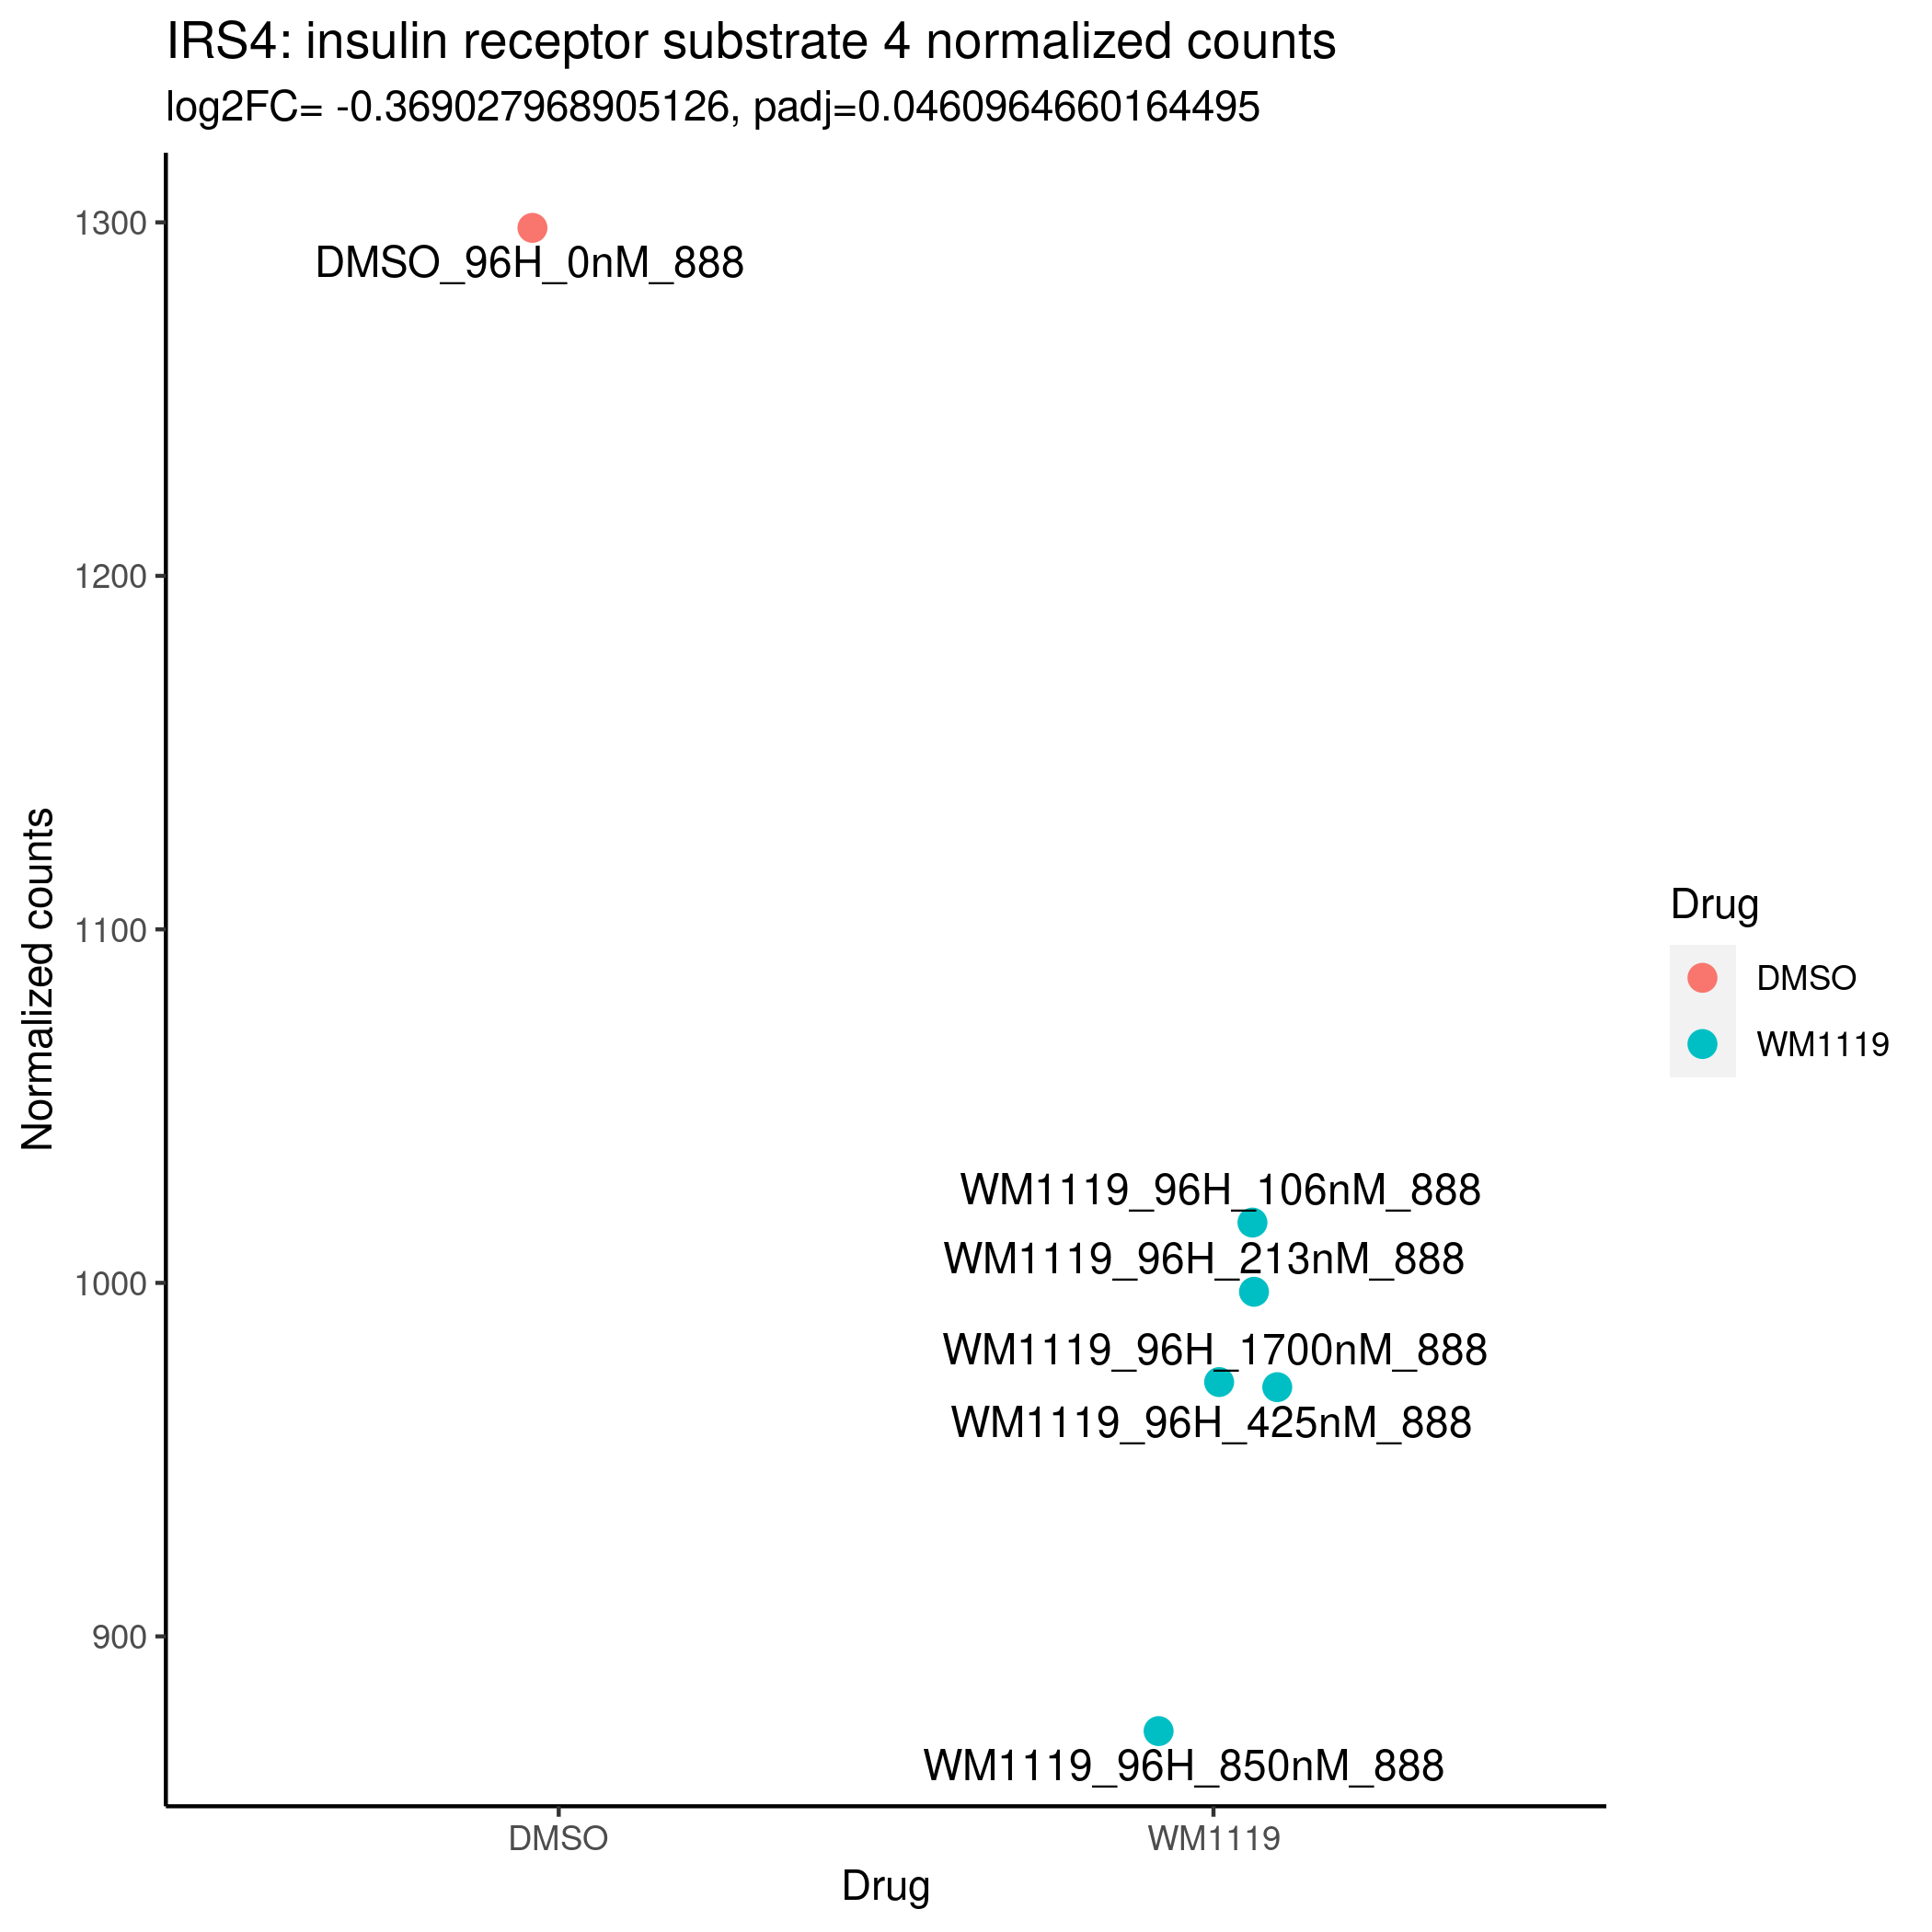 IRS4: insulin receptor substrate 4 normalized counts
log2FC= -0.369027968905126, padj=0.0460964660164495
1300
1200
1100
1000
900
Normalized counts
DMSO_96H_0nM_888
WM1119_96H_106nM_888
WM1119_96H_213nM_888
WM1119_96H_1700nM_888
WM1119_96H_425nM_888
WM1119_96H_850nM_888
DMSO
WM1119
Drug
Drug
DMSO
WM1119